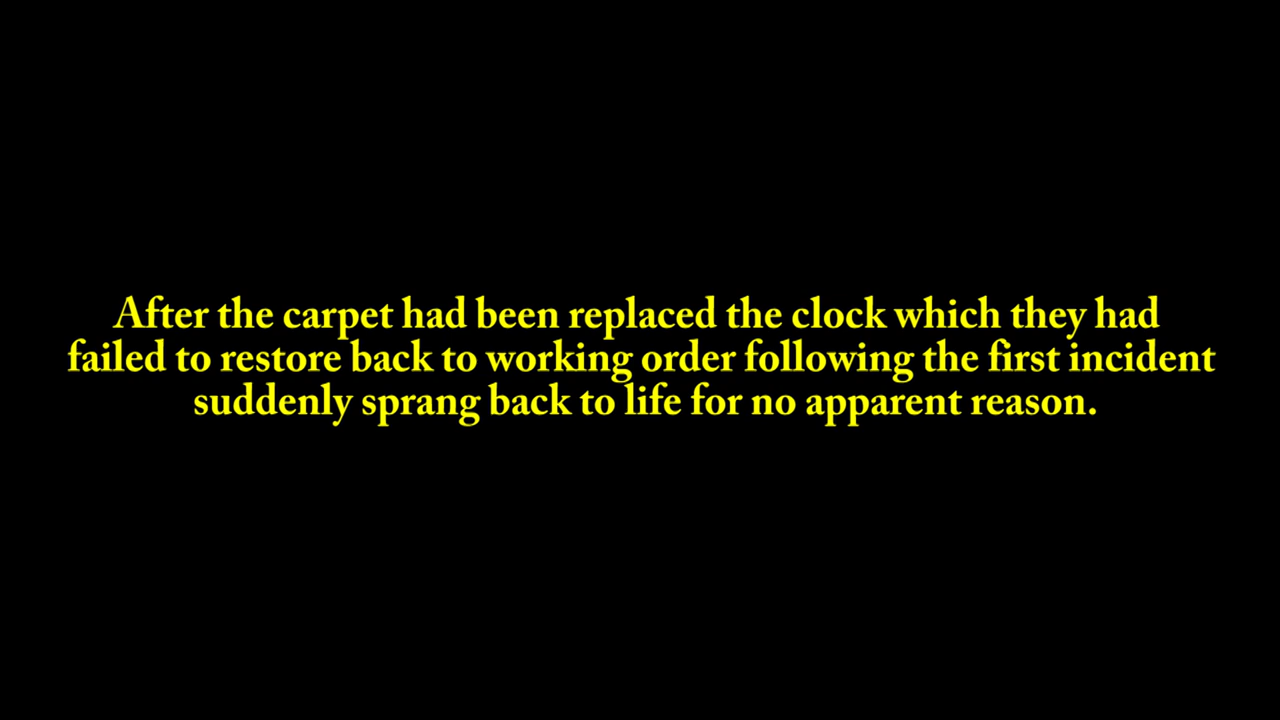 After the carpet had been replaced the clock which they had
failed to restore back to working order following the first incident
suddenly sprang back to life for no apparent reason.